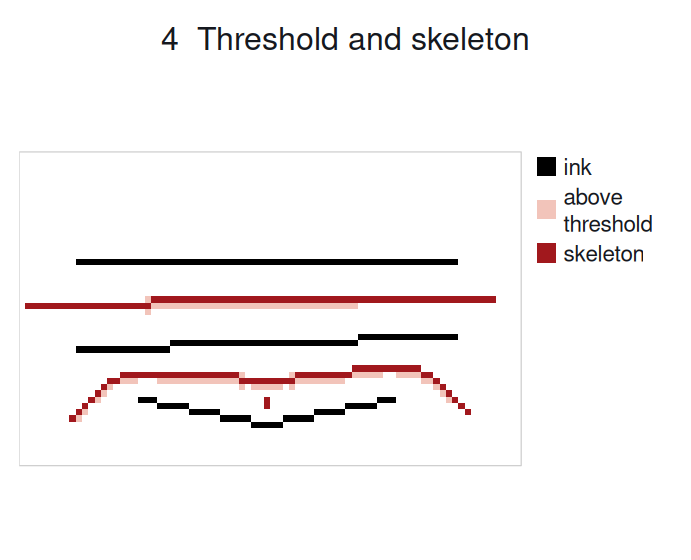 4 Threshold and skeleton
ink
above
threshold
skeleton